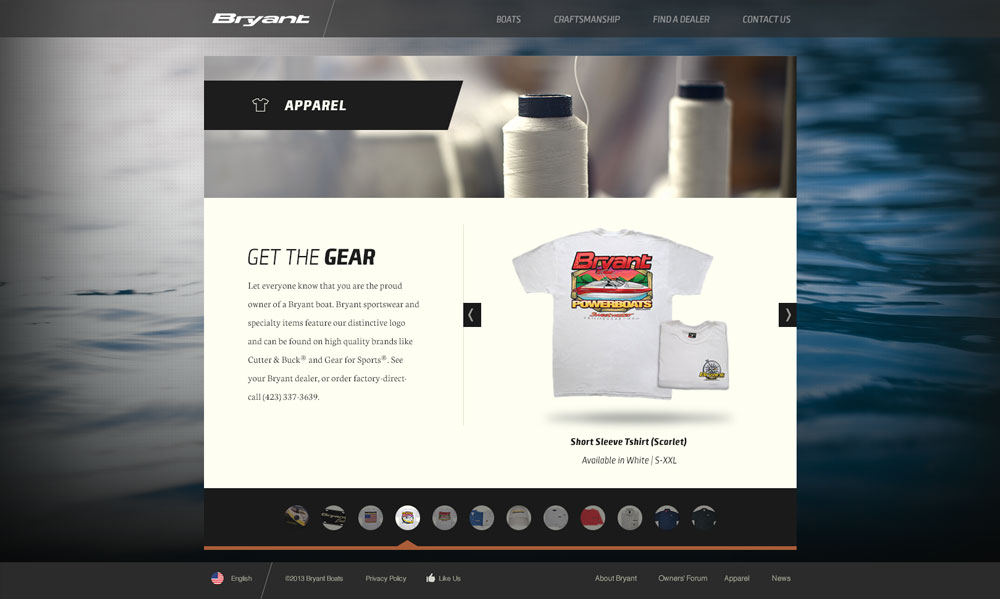 Bryant
BOATS CRAFTSMANSHIP FIND A DEALER CONTACT US
APPAREL
GET THE GEAR
Let everyone know that you are the proud
owner of a Bryant boat. Bryant sportswear and
specialty items feature our distinctive logo
and can be found on high quality brands like
Cutter & Buck® and Gear for Sports®. See
your Bryant dealer, or order factory-direct-
call (423) 337-3639.
Bryant
POWERBOATS
Short Sleeve Tshirt (Scarlet)
Available in White | S-XXL
English ©2013 Bryant Boats Privacy Policy Like Us About Bryant Owners' Forum Apparel News